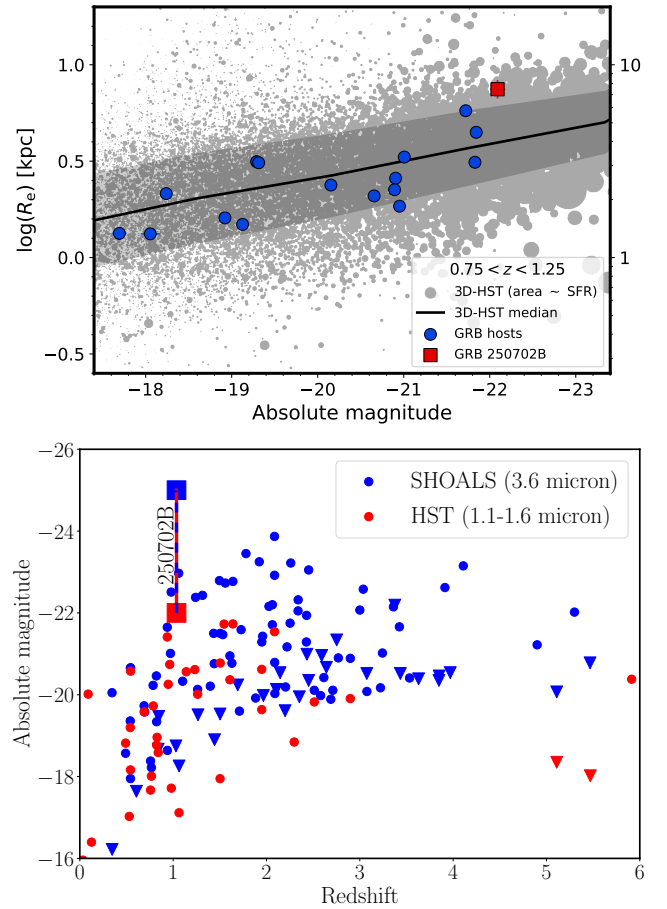 1.0
0.5
0.0
−0.5
log(Rₑ) [kpc]
10
1
0.75 < z < 1.25
3D-HST (area ∼ SFR)
3D-HST median
GRB hosts
GRB 250702B
−18 −19 −20 −21 −22 −23
Absolute magnitude
−26
−24
−22
−20
−18
−16
Absolute magnitude
250702B
SHOALS (3.6 micron)
HST (1.1-1.6 micron)
0 1 2 3 4 5 6
Redshift